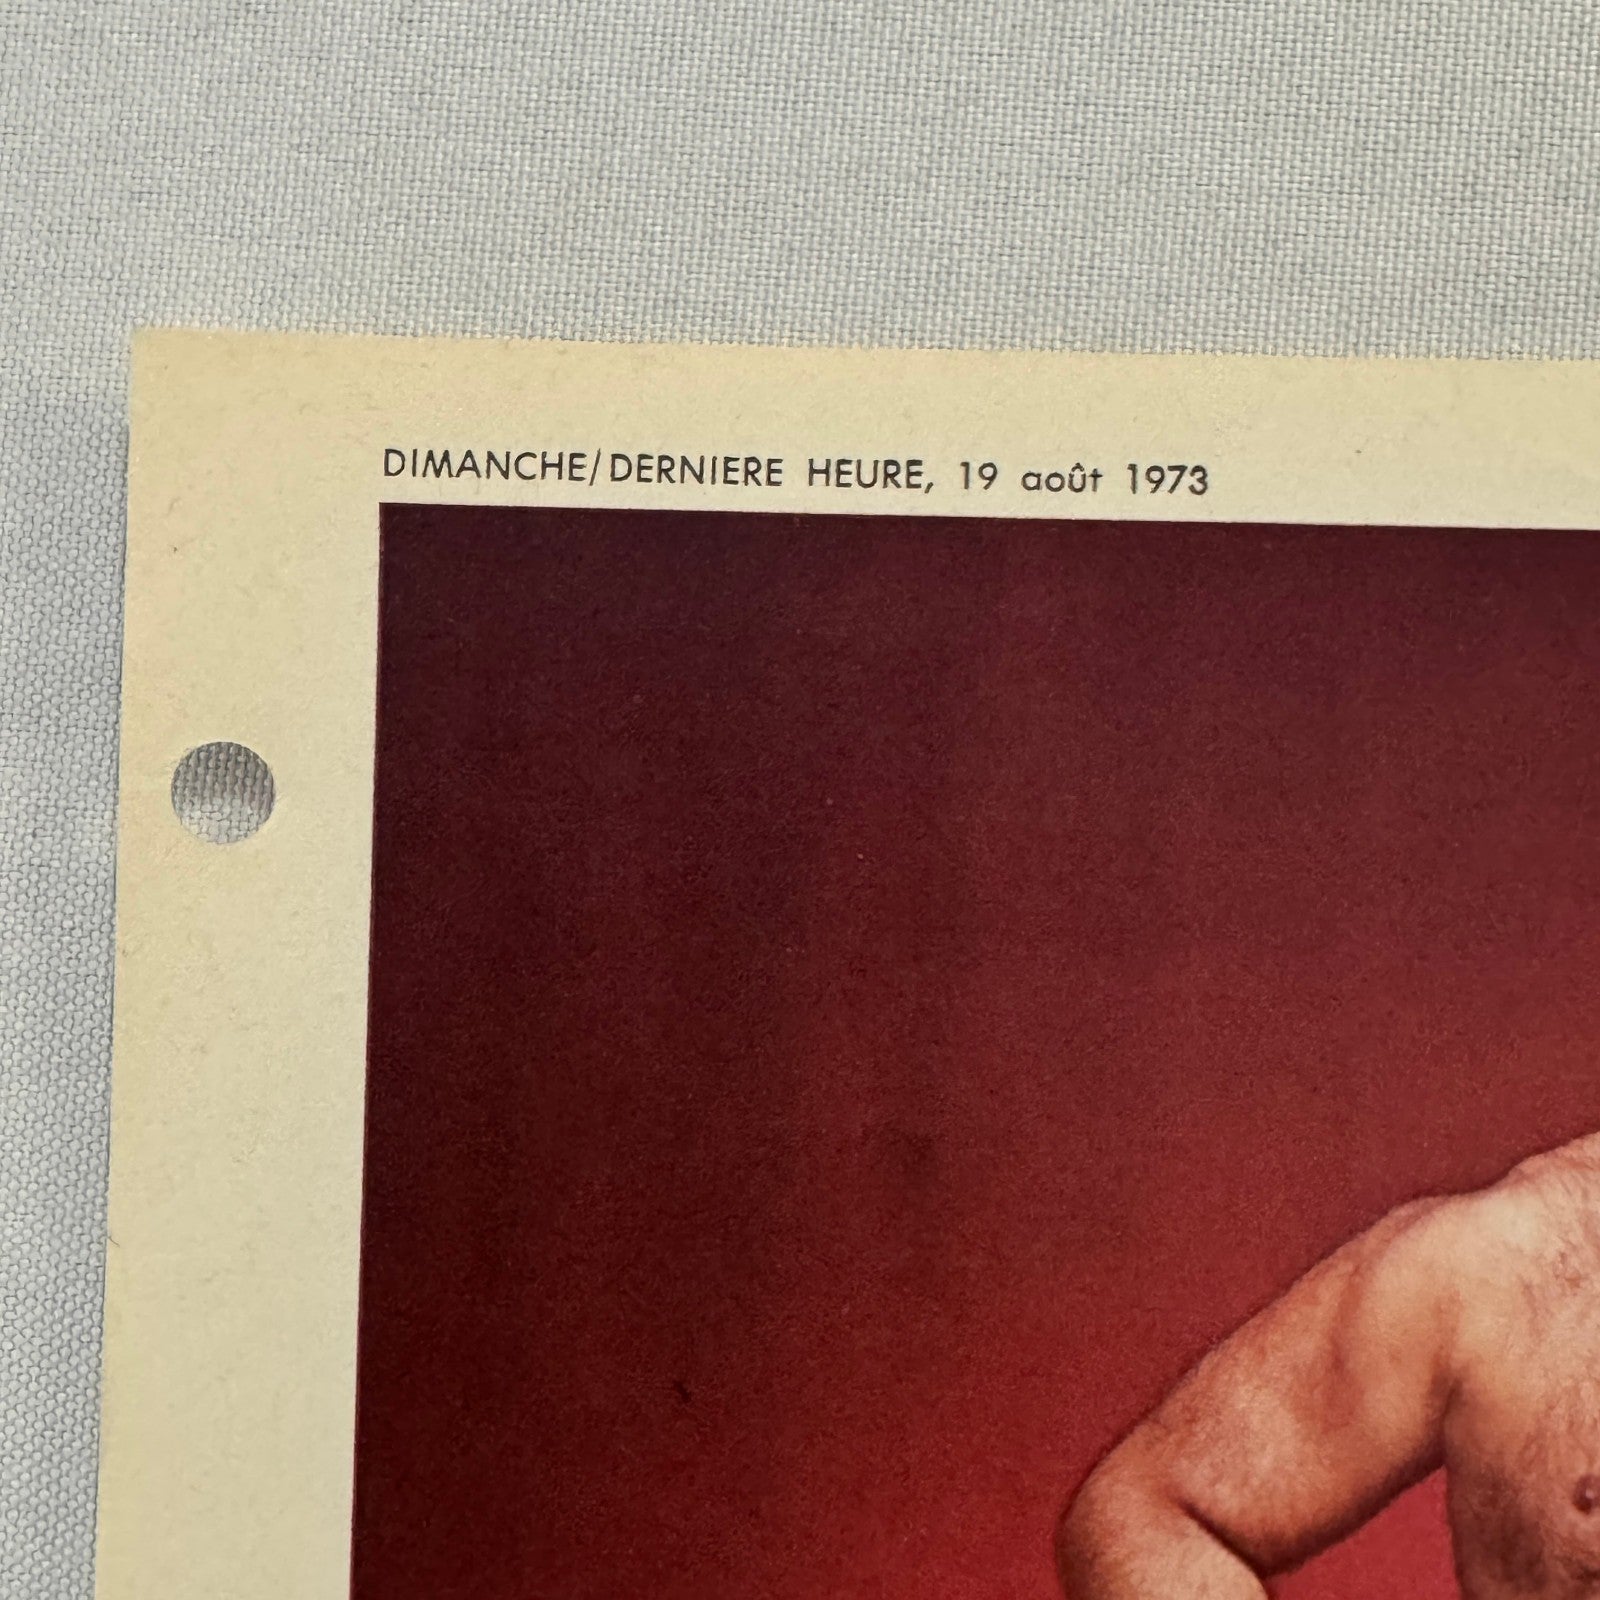 DIMANCHE/DERNIERE HEURE, 19 août 1973